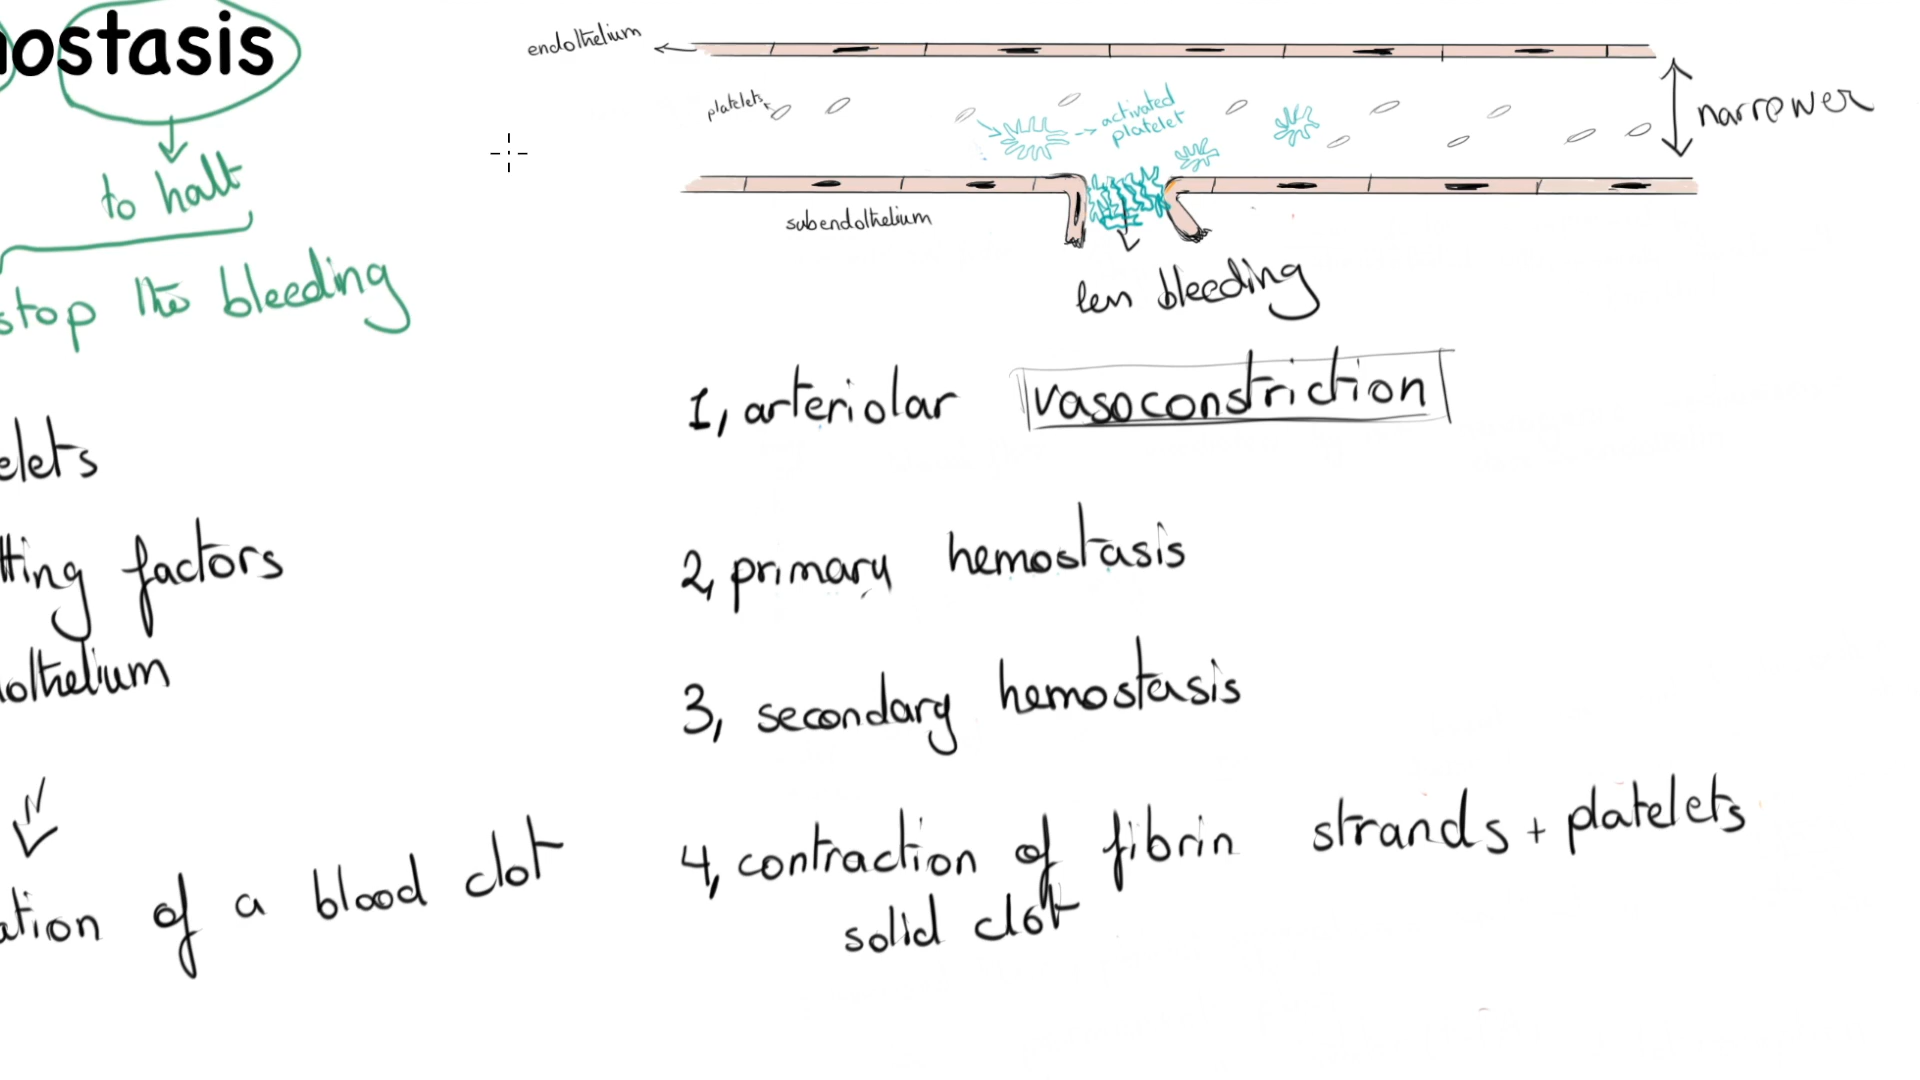 ostasis
to halt
stop the bleeding
elets
tting factors
othelium
ation of a blood clot
endothelium
platelets
activated
platelet
narrower
subendothelium
less bleeding
1, arteriolar vasoconstriction
2, primary hemostasis
3, secondary hemostasis
4, contraction of fibrin strands + platelets
solid clot